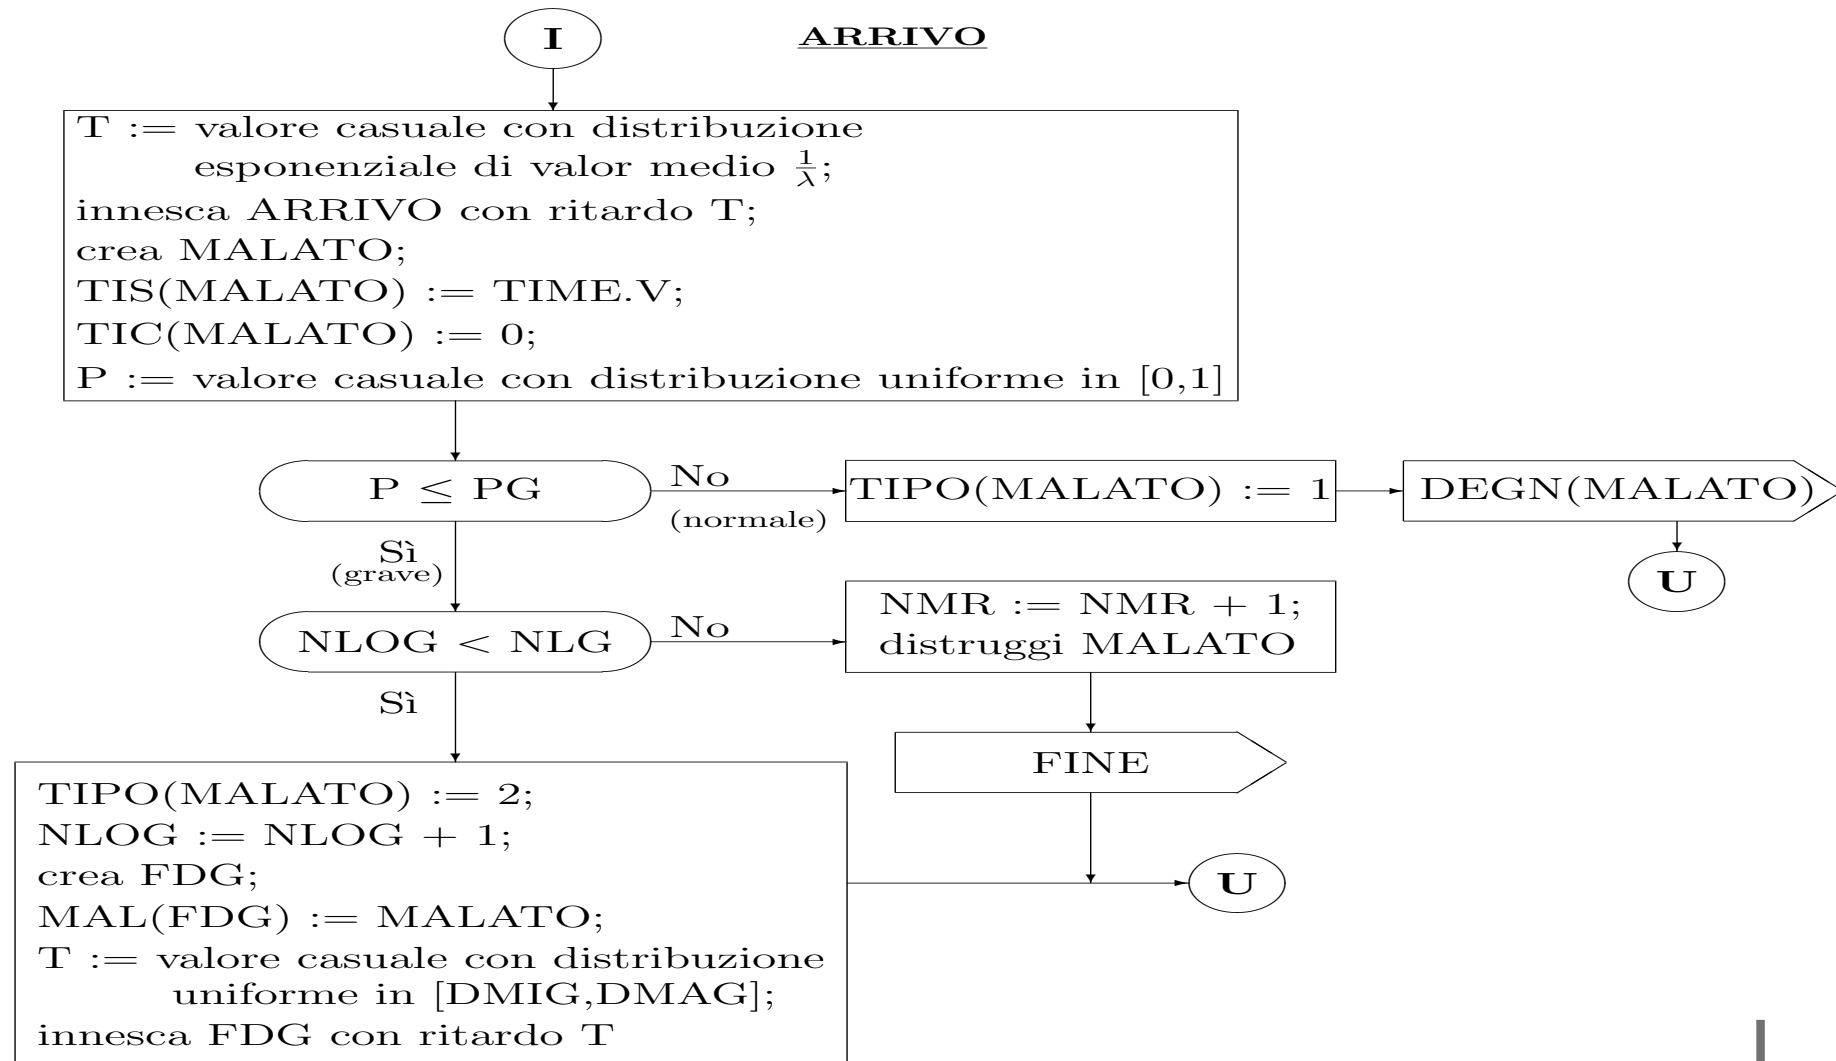 I
ARRIVO
T := valore casuale con distribuzione
esponenziale di valor medio 1/λ;
innesca ARRIVO con ritardo T;
crea MALATO;
TIS(MALATO) := TIME.V;
TIC(MALATO) := 0;
P := valore casuale con distribuzione uniforme in [0,1]
P ≤ PG
No
(normale)
TIPO(MALATO) := 1
DEGN(MALATO)
U
Sì
(grave)
NLOG < NLG
No
NMR := NMR + 1;
distruggi MALATO
Sì
FINE
U
TIPO(MALATO) := 2;
NLOG := NLOG + 1;
crea FDG;
MAL(FDG) := MALATO;
T := valore casuale con distribuzione
uniforme in [DMIG,DMAG];
innesca FDG con ritardo T